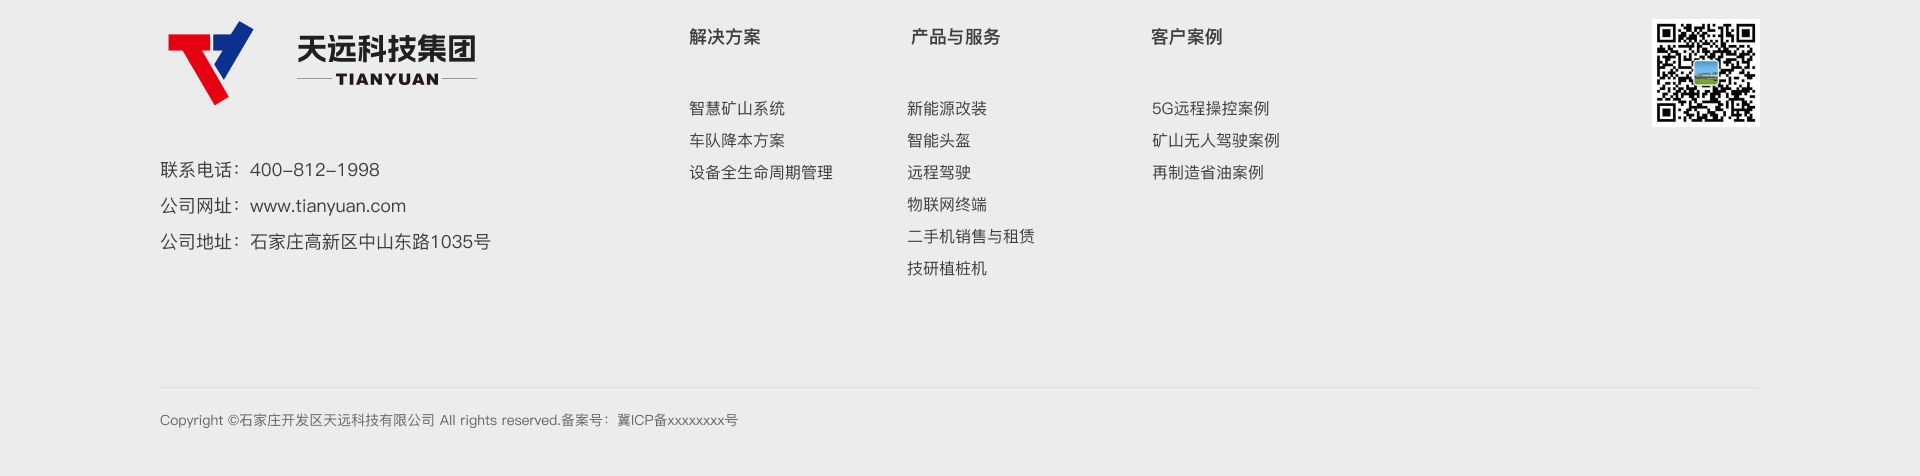 天远科技集团
TIANYUAN
联系电话：400-812-1998
公司网址：www.tianyuan.com
公司地址：石家庄高新区中山东路1035号
解决方案
智慧矿山系统
车队降本方案
设备全生命周期管理
产品与服务
新能源改装
智能头盔
远程驾驶
物联网终端
二手机销售与租赁
技研植桩机
客户案例
5G远程操控案例
矿山无人驾驶案例
再制造省油案例
Copyright ©石家庄开发区天远科技有限公司 All rights reserved.备案号：冀ICP备xxxxxxxx号